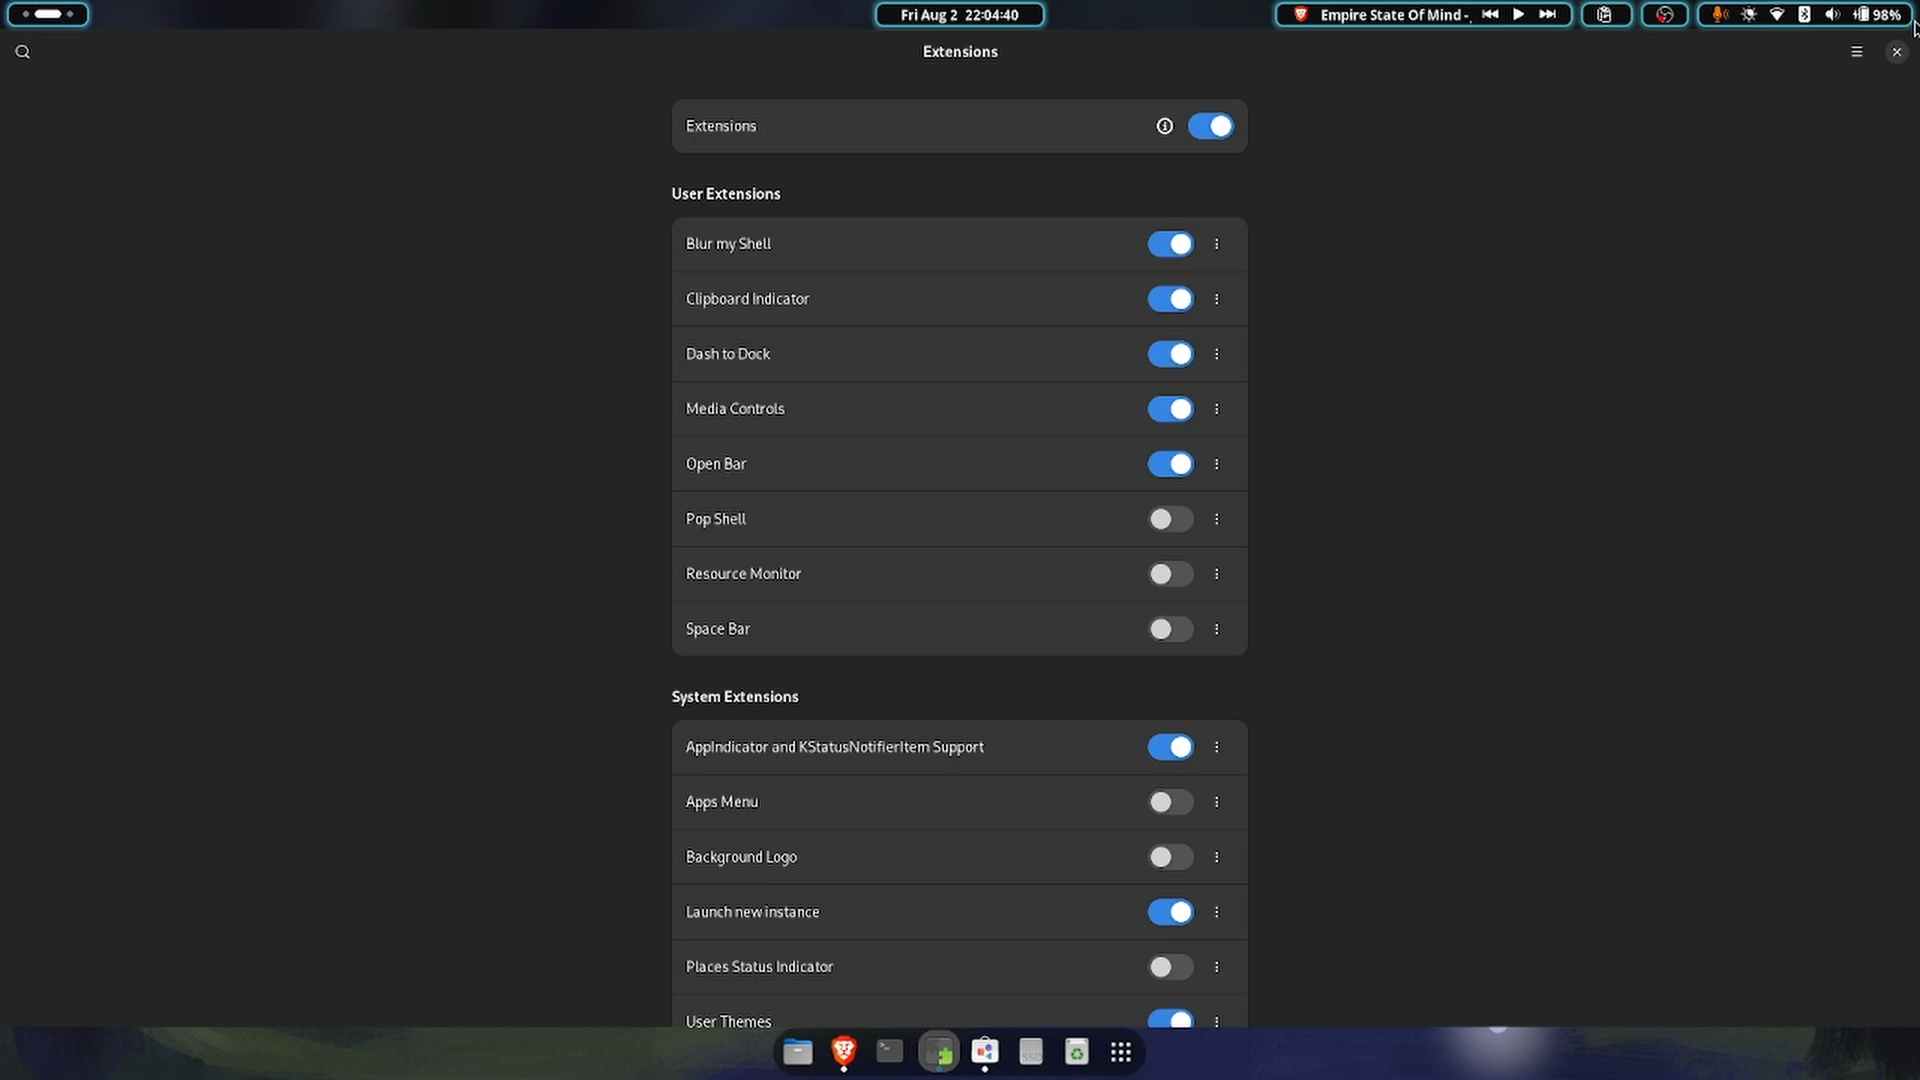 Fri Aug 2 22:04:40
Empire State Of Mind -
98%
Extensions
Extensions
User Extensions
Blur my Shell
Clipboard Indicator
Dash to Dock
Media Controls
Open Bar
Pop Shell
Resource Monitor
Space Bar
System Extensions
AppIndicator and KStatusNotifierItem Support
Apps Menu
Background Logo
Launch new instance
Places Status Indicator
User Themes
SSD